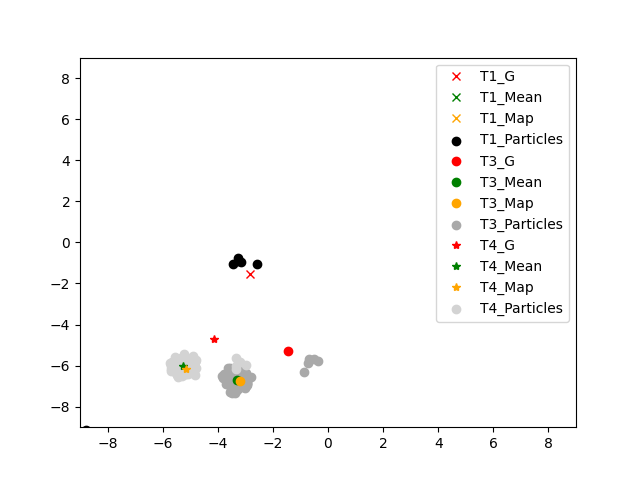 8
6
4
2
0
−2
−4
−6
−8
−8 −6 −4 −2 0 2 4 6 8
T1_G
T1_Mean
T1_Map
T1_Particles
T3_G
T3_Mean
T3_Map
T3_Particles
T4_G
T4_Mean
T4_Map
T4_Particles